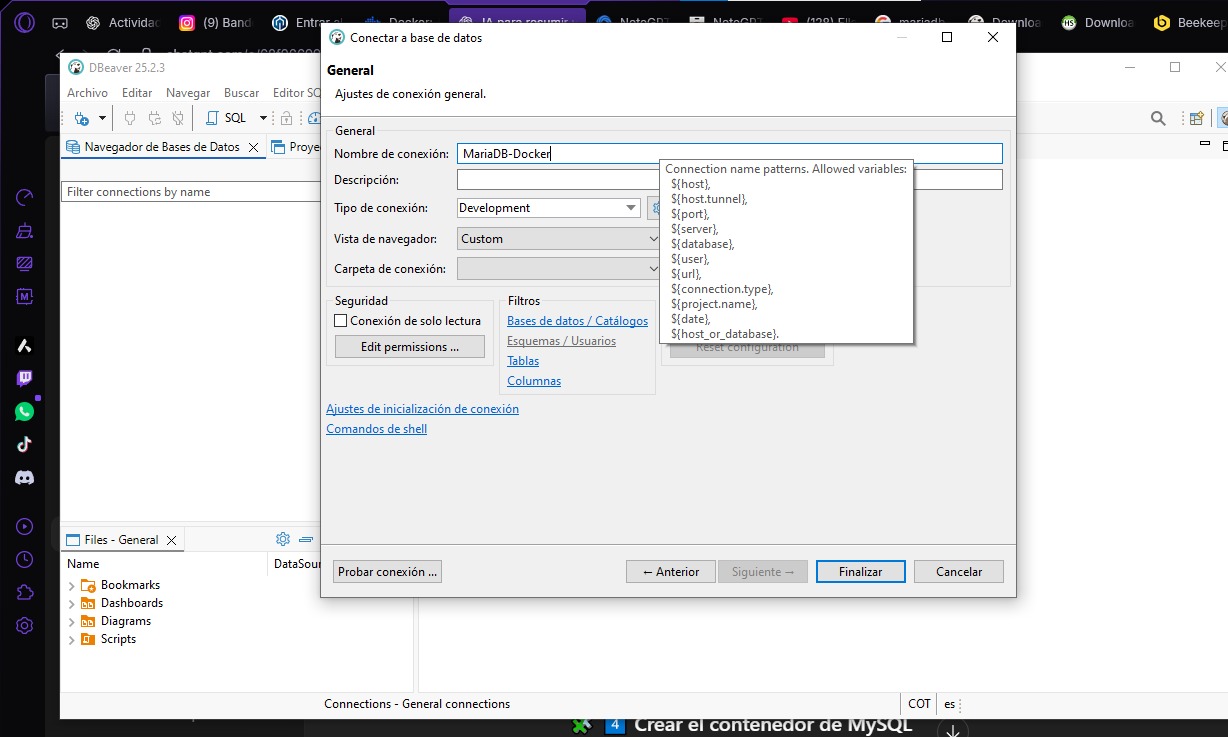 Actividad
(9) Band
Entrar
Docker
IA para resumir
NoteGPT
NoteGPT
mariadb
Downloa
Downloa
Beekeep
Conectar a base de datos
General
Ajustes de conexión general.
DBeaver 25.2.3
Archivo Editar Navegar Buscar Editor SQ
SQL
Navegador de Bases de Datos
Proye
Filter connections by name
General
Nombre de conexión: MariaDB-Docker
Descripción:
Tipo de conexión: Development
Vista de navegador: Custom
Carpeta de conexión:
Connection name patterns. Allowed variables:
${host},
${host.tunnel},
${port},
${server},
${database},
${user},
${url},
${connection.type},
${project.name},
${date},
${host_or_database}.
Seguridad
Conexión de solo lectura
Edit permissions ...
Filtros
Bases de datos / Catálogos
Esquemas / Usuarios
Tablas
Columnas
Reset configuration
Ajustes de inicialización de conexión
Comandos de shell
Probar conexión ...
← Anterior
Siguiente →
Finalizar
Cancelar
Files - General
Name DataSour
Bookmarks
Dashboards
Diagrams
Scripts
Connections - General connections
COT es
4 Crear el contenedor de MySQL